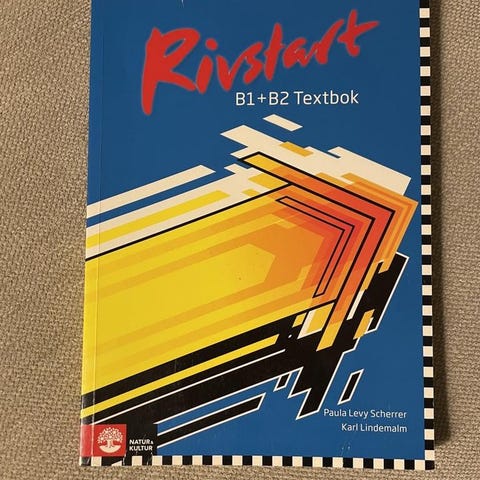 Rivstart
B1+B2 Textbok
Paula Levy Scherrer
Karl Lindemalm
NATUR &
KULTUR